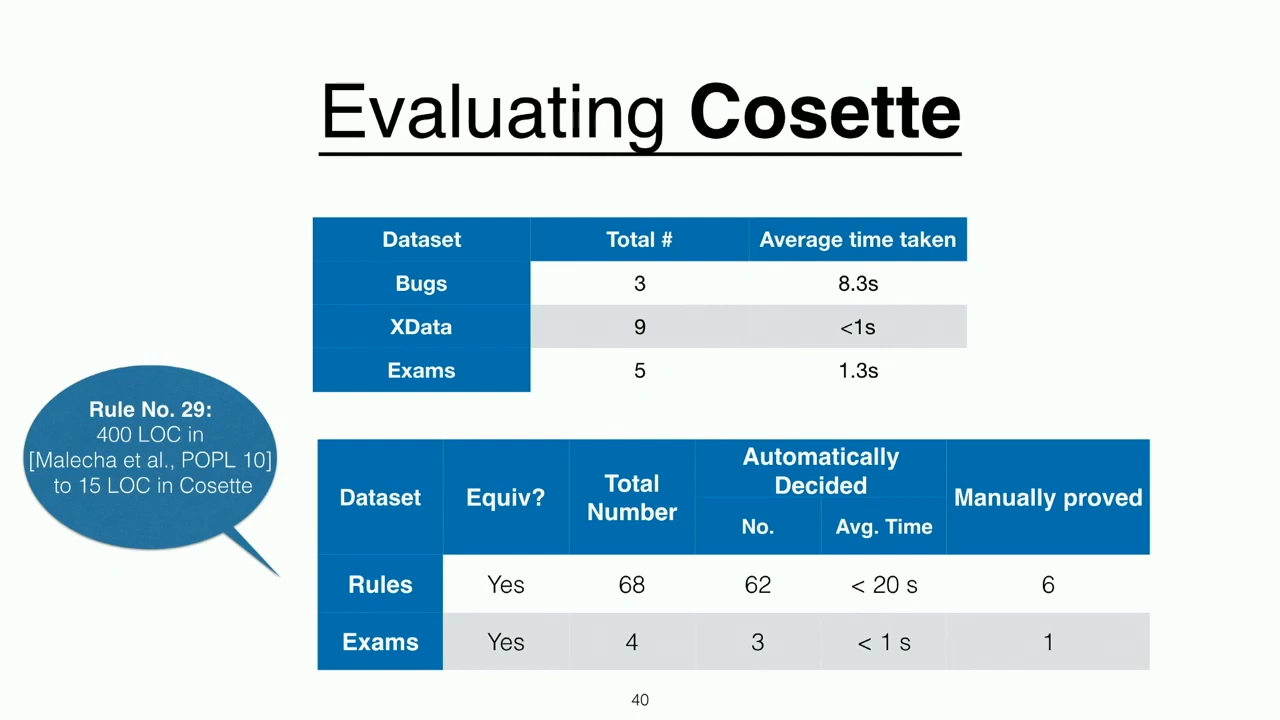 Evaluating Cosette
Dataset Total # Average time taken
Bugs 3 8.3s
XData 9 <1s
Exams 5 1.3s
Rule No. 29:
400 LOC in
[Malecha et al., POPL 10]
to 15 LOC in Cosette
Dataset Equiv? Total Number Automatically Decided Manually proved
No. Avg. Time
Rules Yes 68 62 < 20 s 6
Exams Yes 4 3 < 1 s 1
40